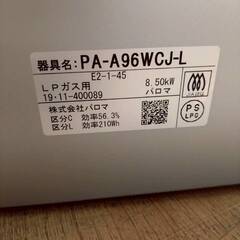 器具名：PA-A96WCJ-L
E2-1-45
LPガス用 8.50kW
19·11-400089 パロマ
株式会社パロマ
区分C 効率56.3%
区分L 効率210Wh
PS
LPG